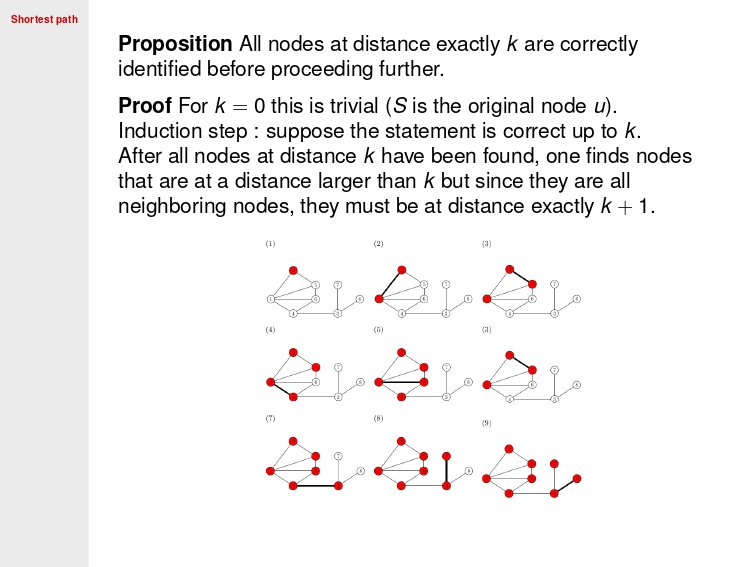 Shortest path
Proposition All nodes at distance exactly k are correctly
identified before proceeding further.
Proof For k = 0 this is trivial (S is the original node u).
Induction step : suppose the statement is correct up to k.
After all nodes at distance k have been found, one finds nodes
that are at a distance larger than k but since they are all
neighboring nodes, they must be at distance exactly k + 1.
(1) (2) (3)
(4) (5) (3)
(7) (8) (9)